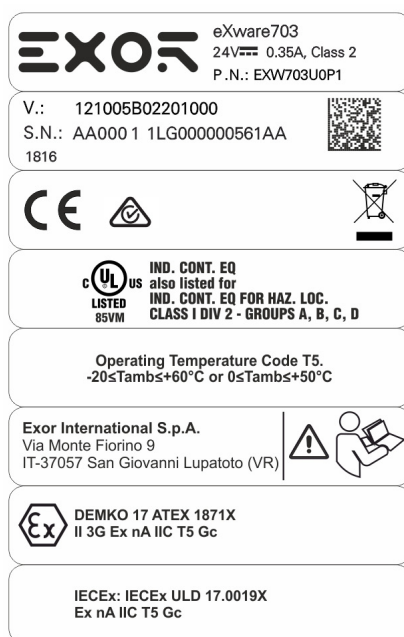 EXOR
eXware703
24V⎓ 0.35A, Class 2
P.N.: EXW703U0P1
V.: 121005B02201000
S.N.: AA000 1 1LG000000561AA
1816
CE
C UL US
LISTED
85VM
IND. CONT. EQ
also listed for
IND. CONT. EQ FOR HAZ. LOC.
CLASS I DIV 2 - GROUPS A, B, C, D
Operating Temperature Code T5.
-20≤Tamb≤+60°C or 0≤Tamb≤+50°C
Exor International S.p.A.
Via Monte Fiorino 9
IT-37057 San Giovanni Lupatoto (VR)
Ex
DEMKO 17 ATEX 1871X
II 3G Ex nA IIC T5 Gc
IECEx: IECEx ULD 17.0019X
Ex nA IIC T5 Gc